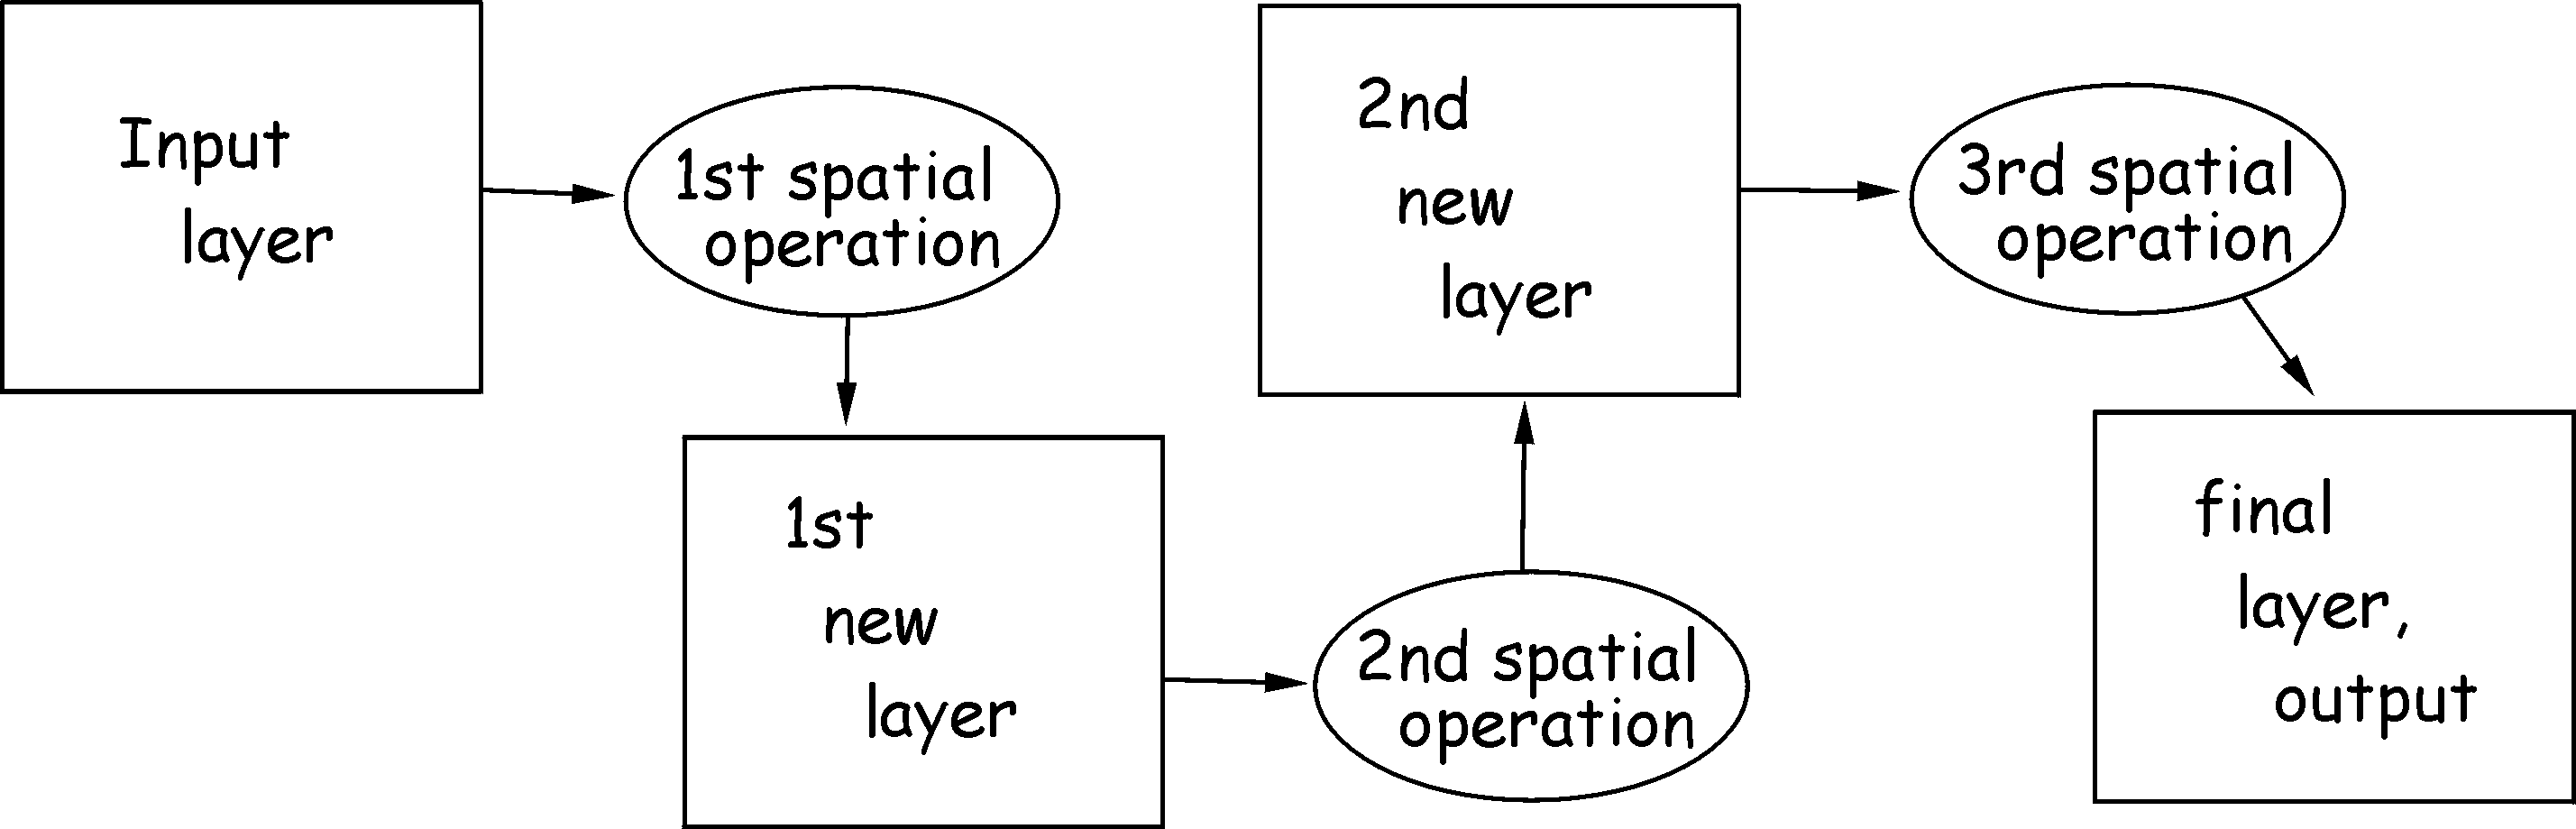 Input
layer
1st spatial
operation
1st
new
layer
2nd spatial
operation
2nd
new
layer
3rd spatial
operation
final
layer,
output